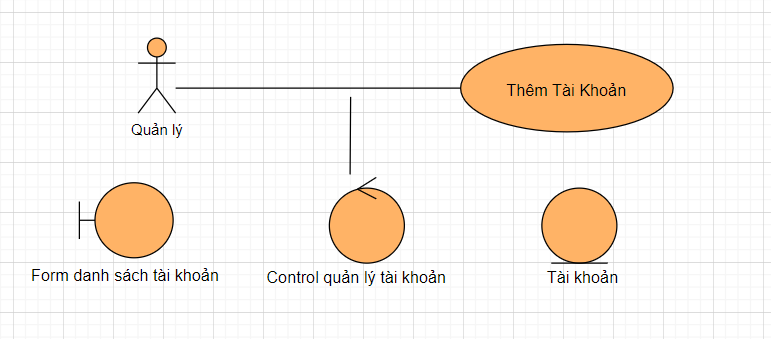 Thêm Tài Khoản
Quản lý
Form danh sách tài khoản
Control quản lý tài khoản
Tài khoản